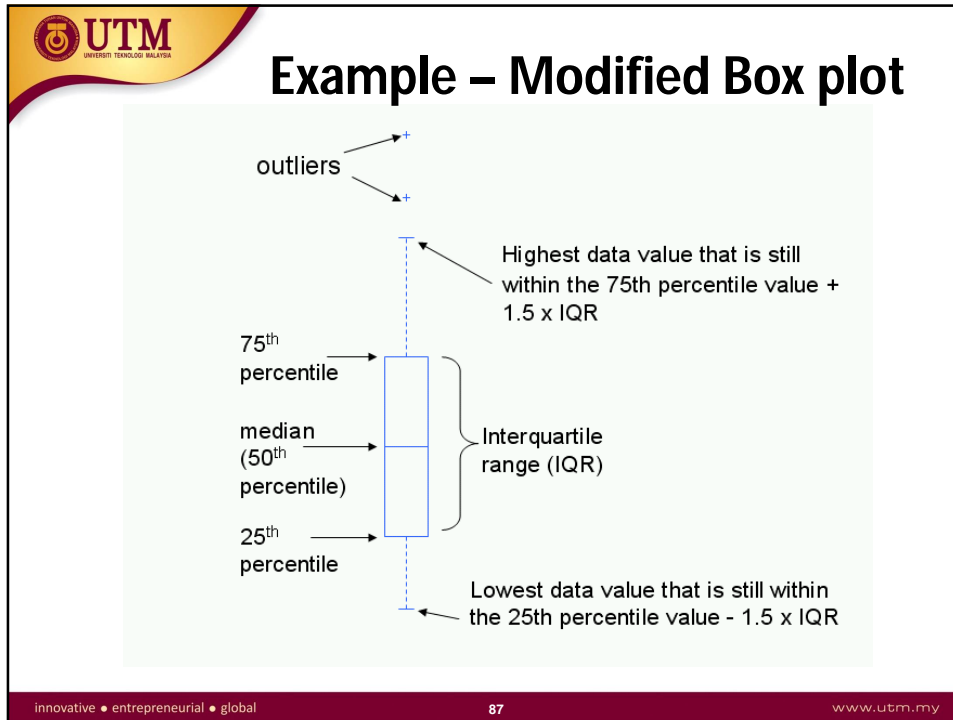 UTM
UNIVERSITI TEKNOLOGI MALAYSIA
Example – Modified Box plot
outliers
Highest data value that is still
within the 75th percentile value +
1.5 x IQR
75th
percentile
median
(50th
percentile)
Interquartile
range (IQR)
25th
percentile
Lowest data value that is still within
the 25th percentile value - 1.5 x IQR
innovative ● entrepreneurial ● global
87
www.utm.my